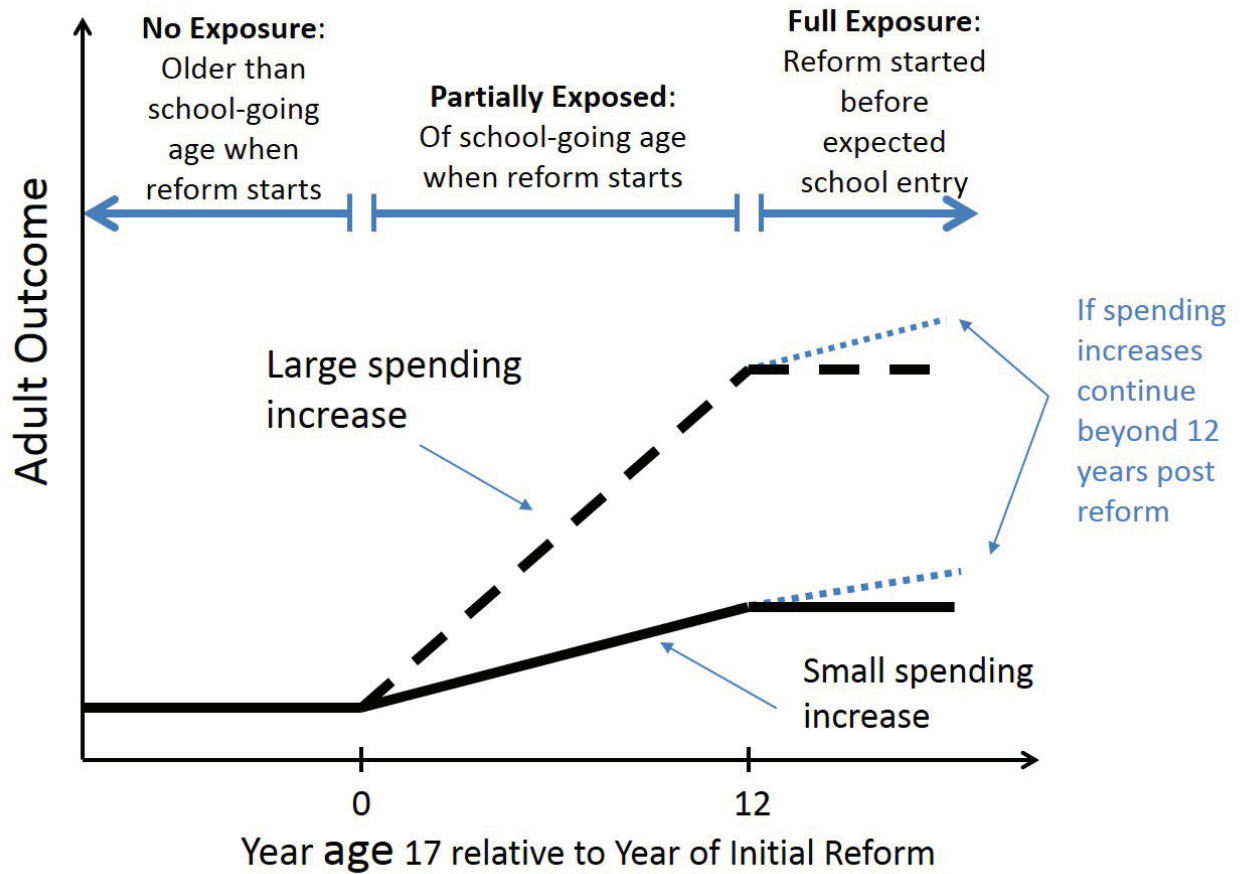 No Exposure:
Older than
school-going
age when
reform starts
Partially Exposed:
Of school-going age
when reform starts
Full Exposure:
Reform started
before
expected
school entry
Adult Outcome
Large spending
increase
If spending
increases
continue
beyond 12
years post
reform
Small spending
increase
0
12
Year age 17 relative to Year of Initial Reform